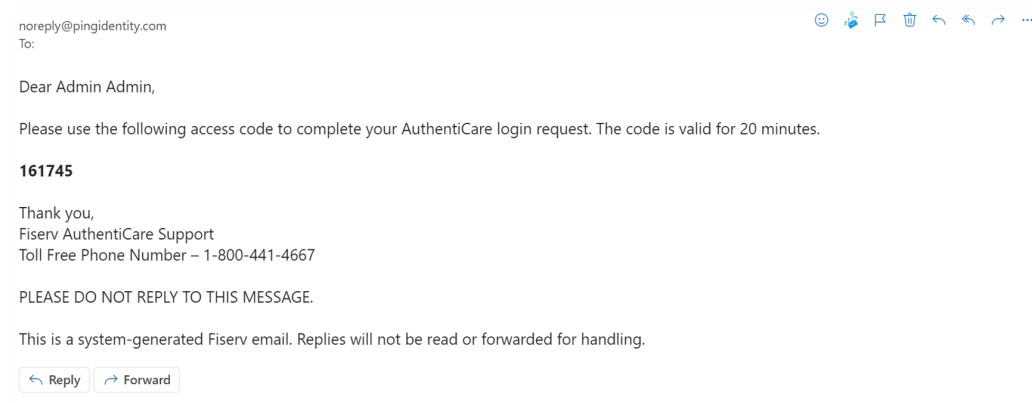 noreply@pingidentity.com
To:
Dear Admin Admin,
Please use the following access code to complete your AuthentiCare login request. The code is valid for 20 minutes.
161745
Thank you,
Fiserv AuthentiCare Support
Toll Free Phone Number – 1-800-441-4667
PLEASE DO NOT REPLY TO THIS MESSAGE.
This is a system-generated Fiserv email. Replies will not be read or forwarded for handling.
Reply Forward